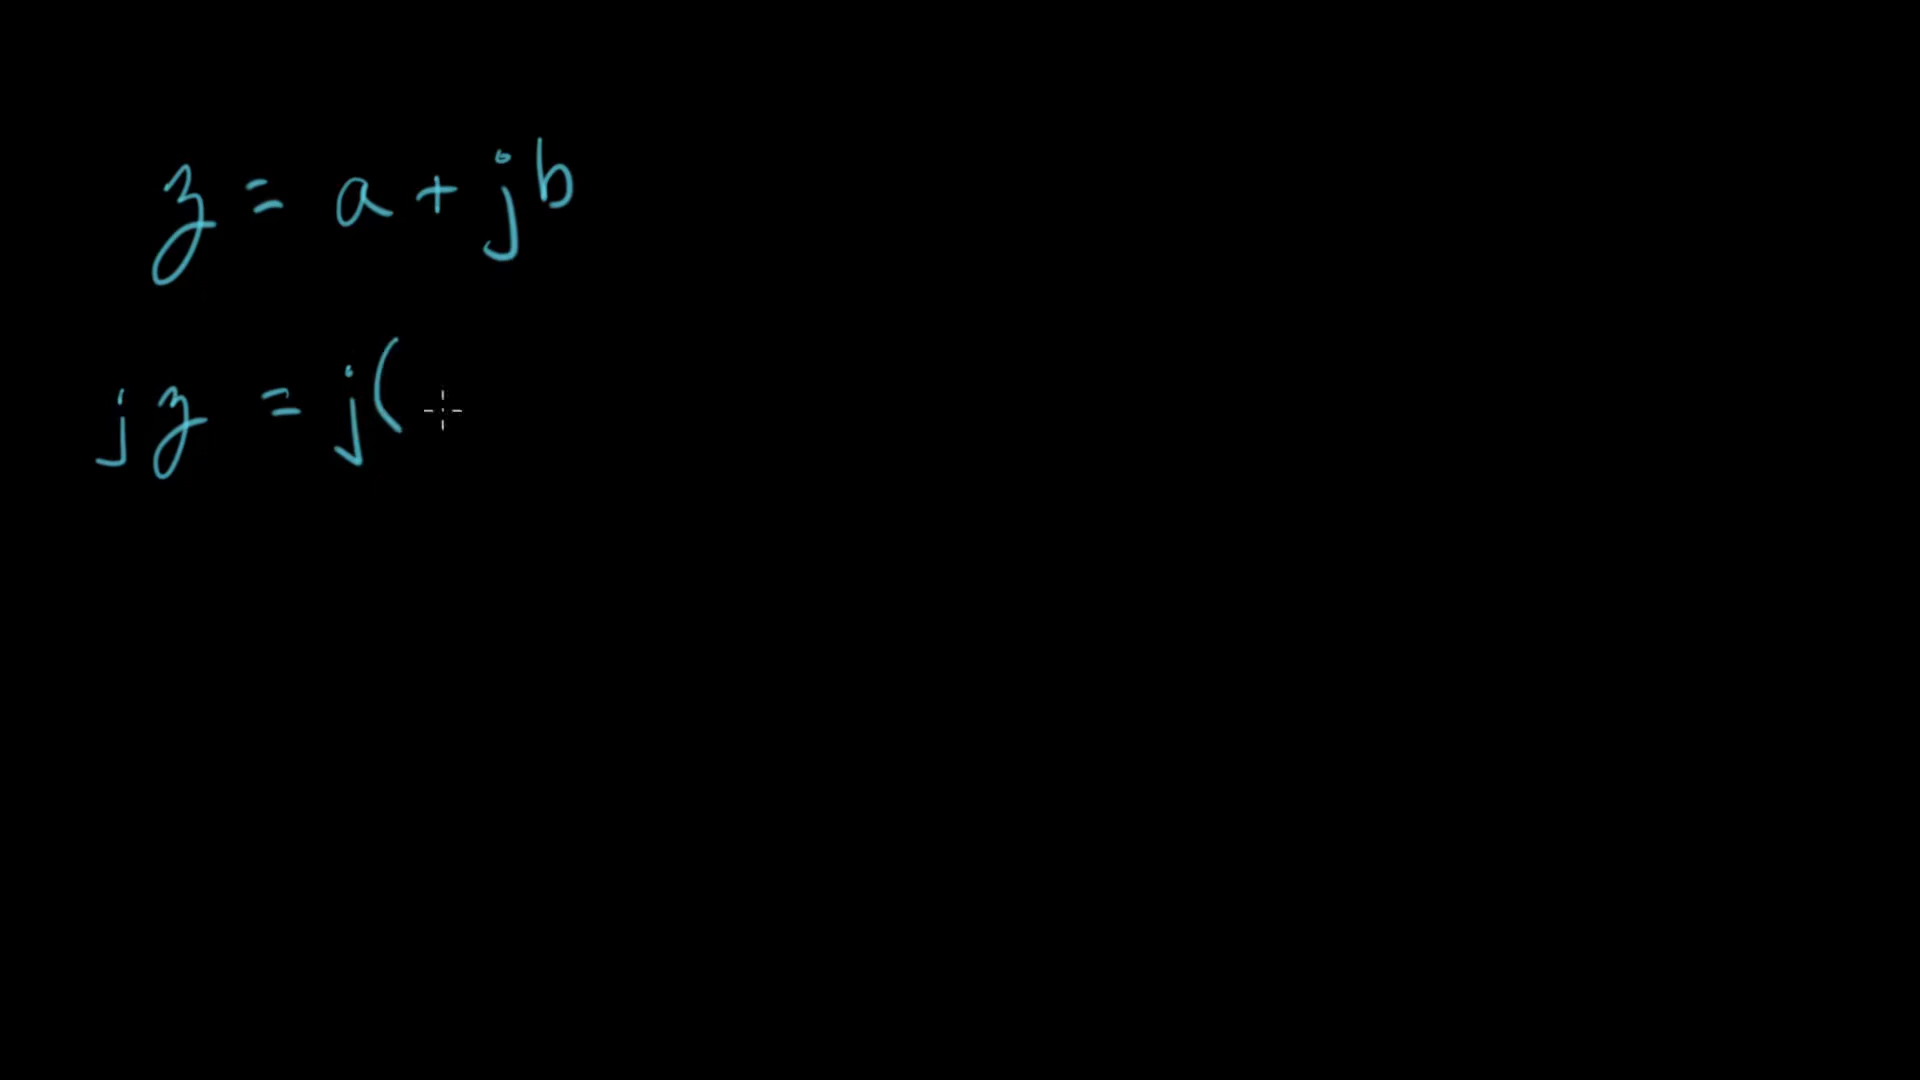 z = a + jb
jz = j(